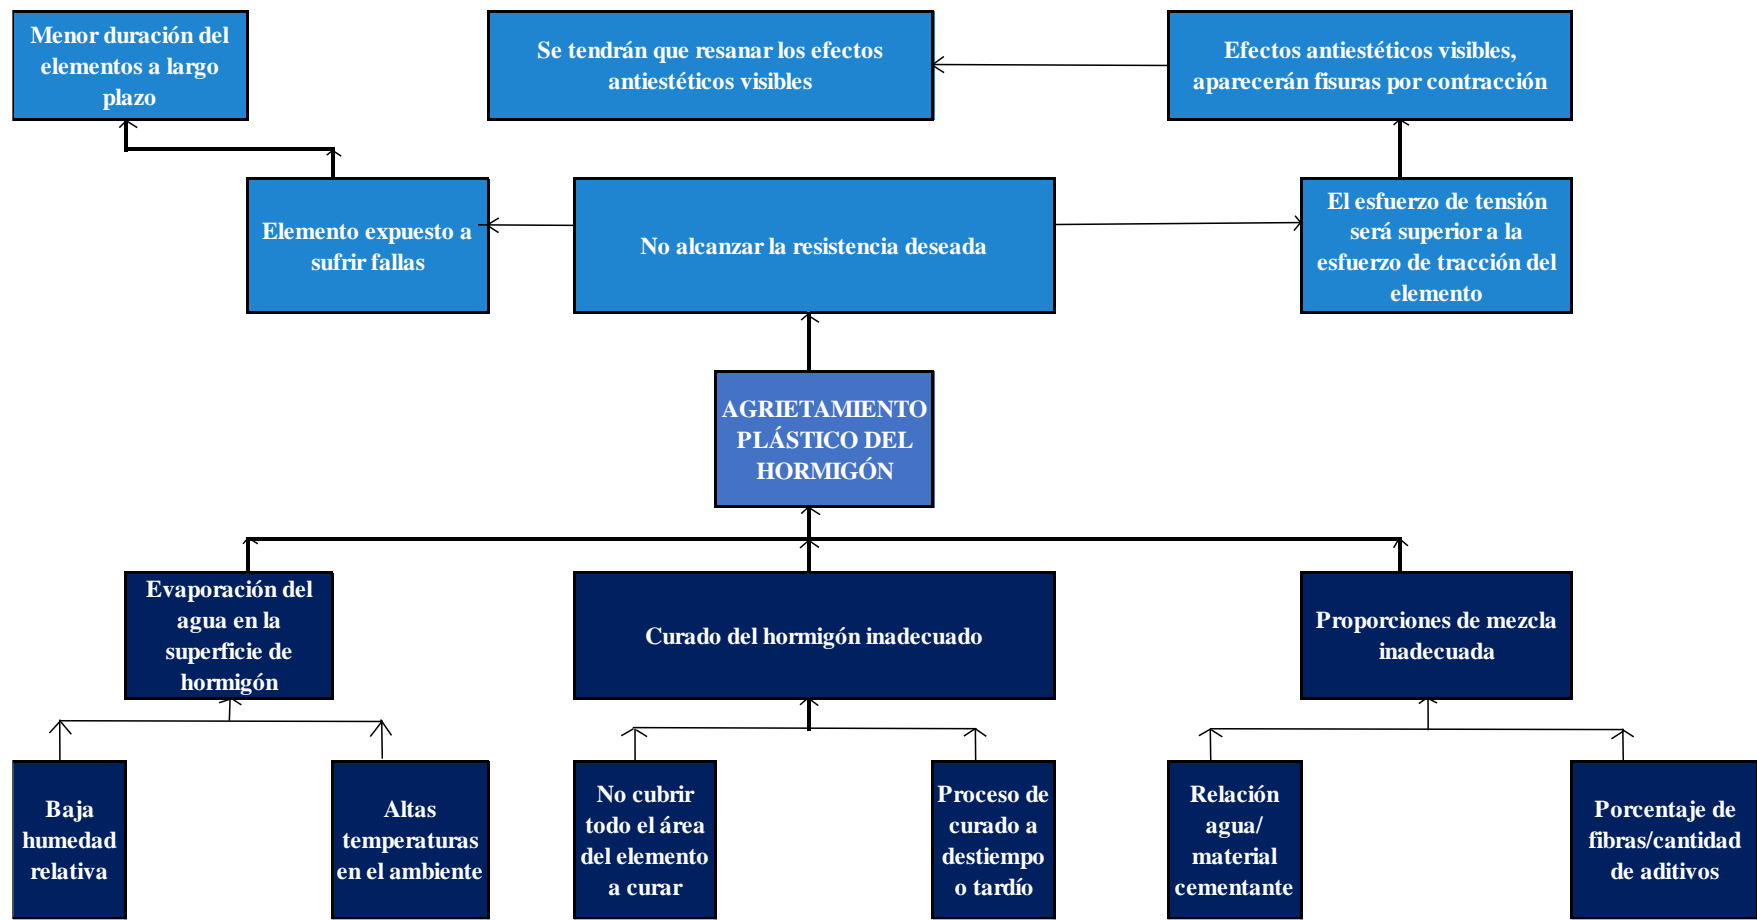 Menor duración del
elementos a largo
plazo
Se tendrán que resanar los efectos
antiestéticos visibles
Efectos antiestéticos visibles,
aparecerán fisuras por contracción
Elemento expuesto a
sufrir fallas
No alcanzar la resistencia deseada
El esfuerzo de tensión
será superior a la
esfuerzo de tracción del
elemento
AGRIETAMIENTO
PLÁSTICO DEL
HORMIGÓN
Evaporación del
agua en la
superficie de
hormigón
Curado del hormigón inadecuado
Proporciones de mezcla
inadecuada
Baja
humedad
relativa
Altas
temperaturas
en el ambiente
No cubrir
todo el área
del elemento
a curar
Proceso de
curado a
destiempo
o tardío
Relación
agua/
material
cementante
Porcentaje de
fibras/cantidad
de aditivos